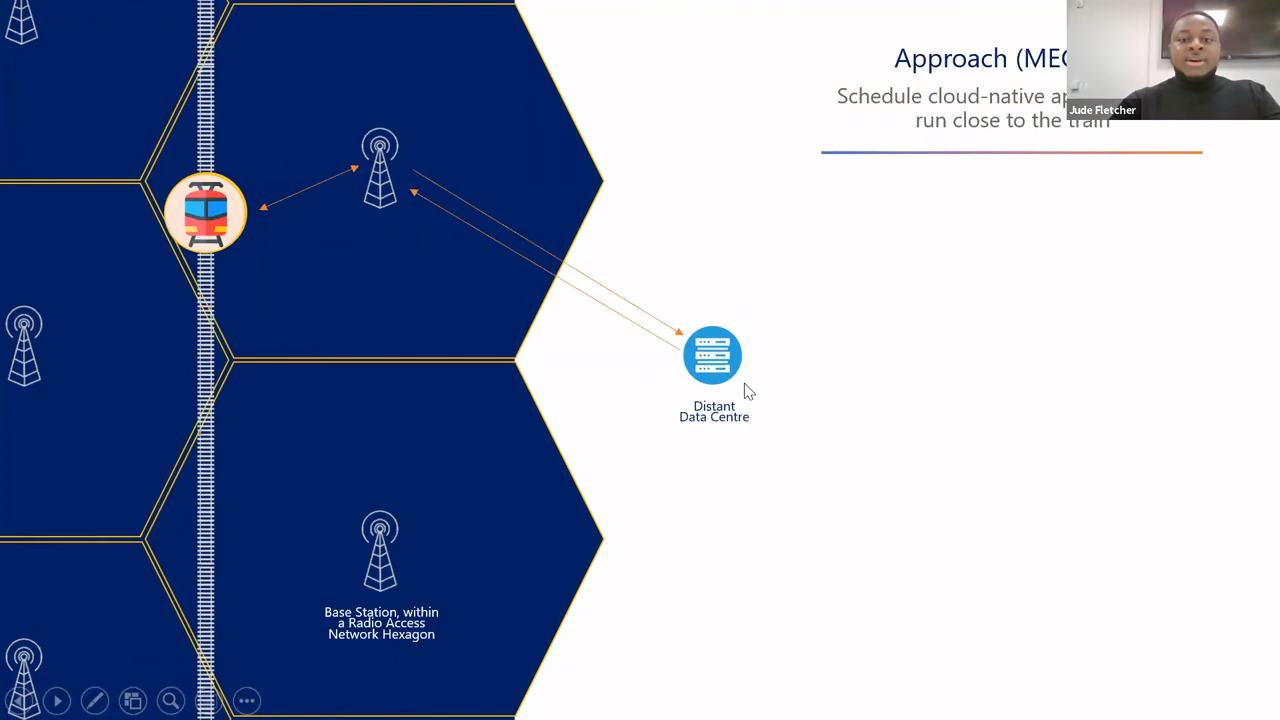 Approach (MEC
Schedule cloud-native ap
run close to the train
Jude Fletcher
Distant
Data Centre
Base Station, within
a Radio Access
Network Hexagon